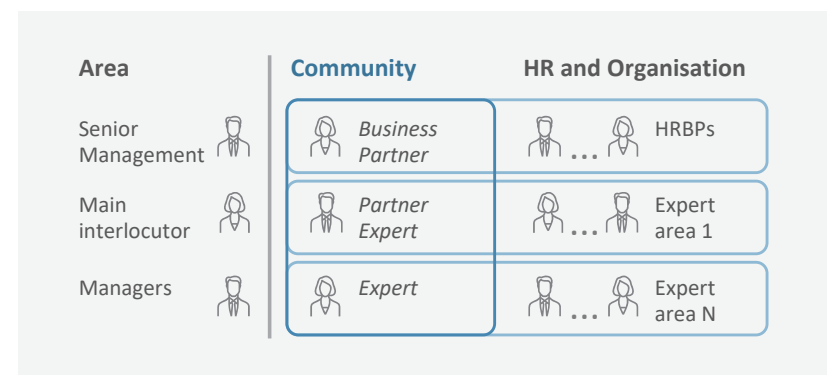 Area
Community
HR and Organisation
Senior
Management
Business
Partner
...
HRBPs
Main
interlocutor
Partner
Expert
...
Expert
area 1
Managers
Expert
...
Expert
area N